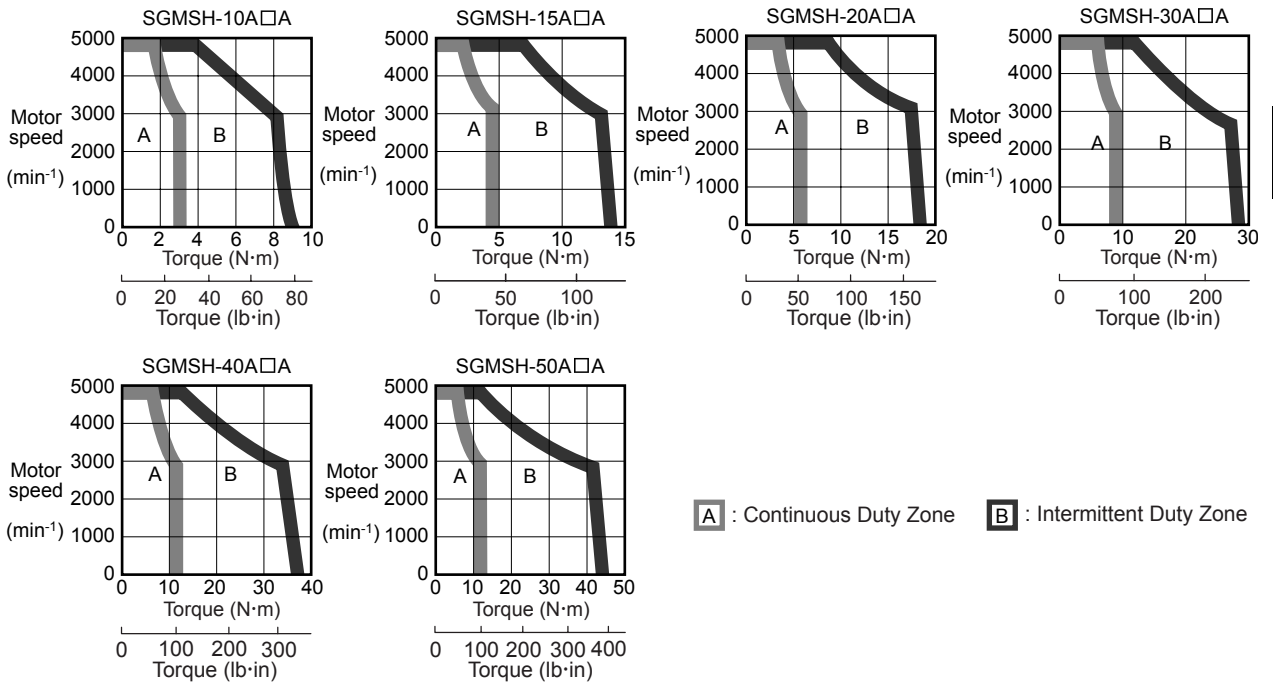 SGMSH-10A□A
5000
4000
3000
2000
1000
0
Motor
speed
(min-1)
A
B
0 2 4 6 8 10
Torque (N·m)
0 20 40 60 80
Torque (lb·in)
SGMSH-15A□A
5000
4000
3000
2000
1000
0
Motor
speed
(min-1)
A
B
0 5 10 15
Torque (N·m)
0 50 100
Torque (lb·in)
SGMSH-20A□A
5000
4000
3000
2000
1000
0
Motor
speed
(min-1)
A
B
0 5 10 15 20
Torque (N·m)
0 50 100 150
Torque (lb·in)
SGMSH-30A□A
5000
4000
3000
2000
1000
0
Motor
speed
(min-1)
A
B
0 10 20 30
Torque (N·m)
0 100 200
Torque (lb·in)
SGMSH-40A□A
5000
4000
3000
2000
1000
0
Motor
speed
(min-1)
A
B
0 10 20 30 40
Torque (N·m)
0 100 200 300
Torque (lb·in)
SGMSH-50A□A
5000
4000
3000
2000
1000
0
Motor
speed
(min-1)
A
B
0 10 20 30 40 50
Torque (N·m)
0 100 200 300 400
Torque (lb·in)
A : Continuous Duty Zone
B : Intermittent Duty Zone